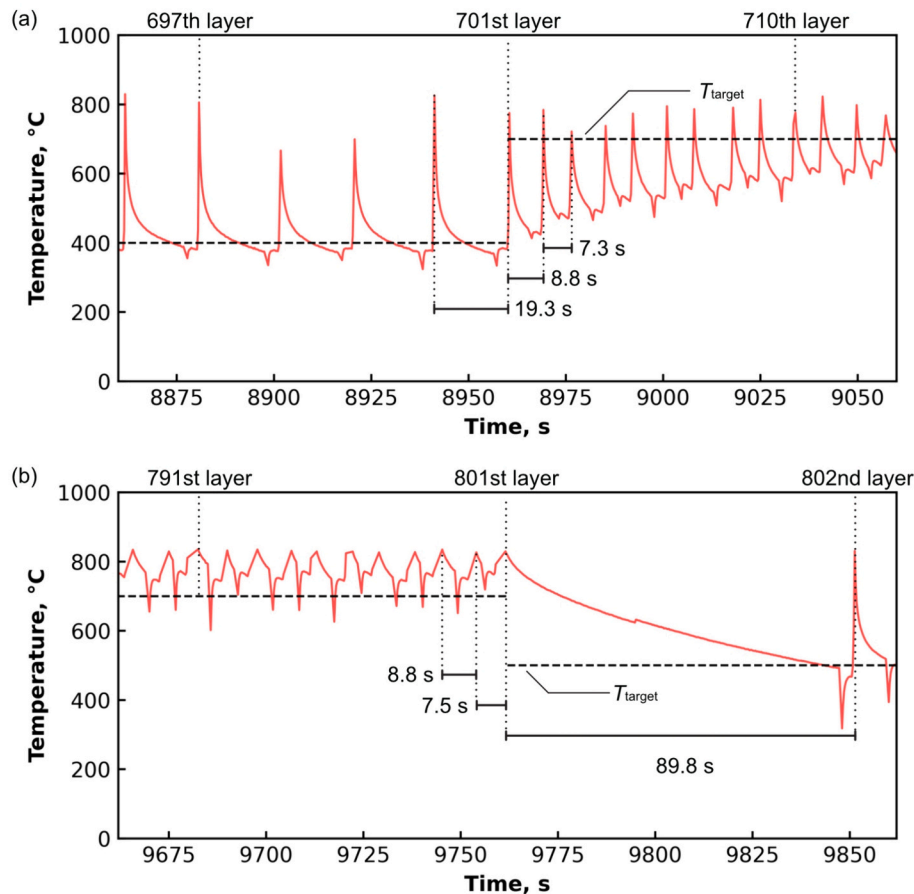 (a)
697th layer 701st layer 710th layer
1000
800
600
400
200
0
Temperature, °C
T_target
7.3 s
8.8 s
19.3 s
8875 8900 8925 8950 8975 9000 9025 9050
Time, s
(b)
791st layer 801st layer 802nd layer
1000
800
600
400
200
0
Temperature, °C
8.8 s
7.5 s
T_target
89.8 s
9675 9700 9725 9750 9775 9800 9825 9850
Time, s